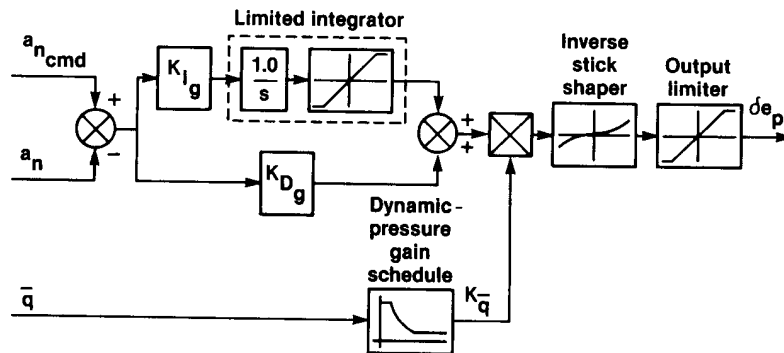 Limited integrator
a_n_cmd
K_I_g
1.0
s
Inverse
stick
shaper
Output
limiter
δe_p
+
−
+
+
a_n
K_D_g
Dynamic-
pressure
gain
schedule
q̅
K_q̅